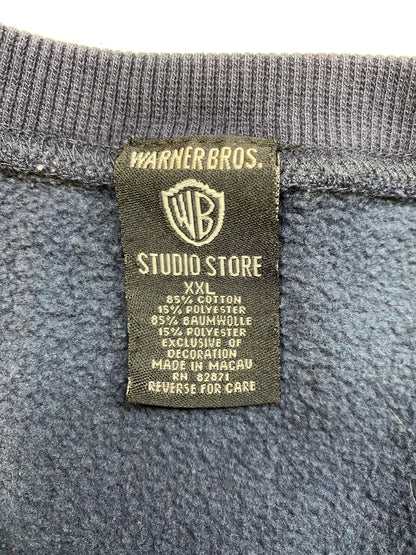 WARNER BROS.
WB
STUDIO STORE
XXL
85% COTTON
15% POLYESTER
85% BAUMWOLLE
15% POLYESTER
EXCLUSIVE OF
DECORATION
MADE IN MACAU
RN 82871
REVERSE FOR CARE